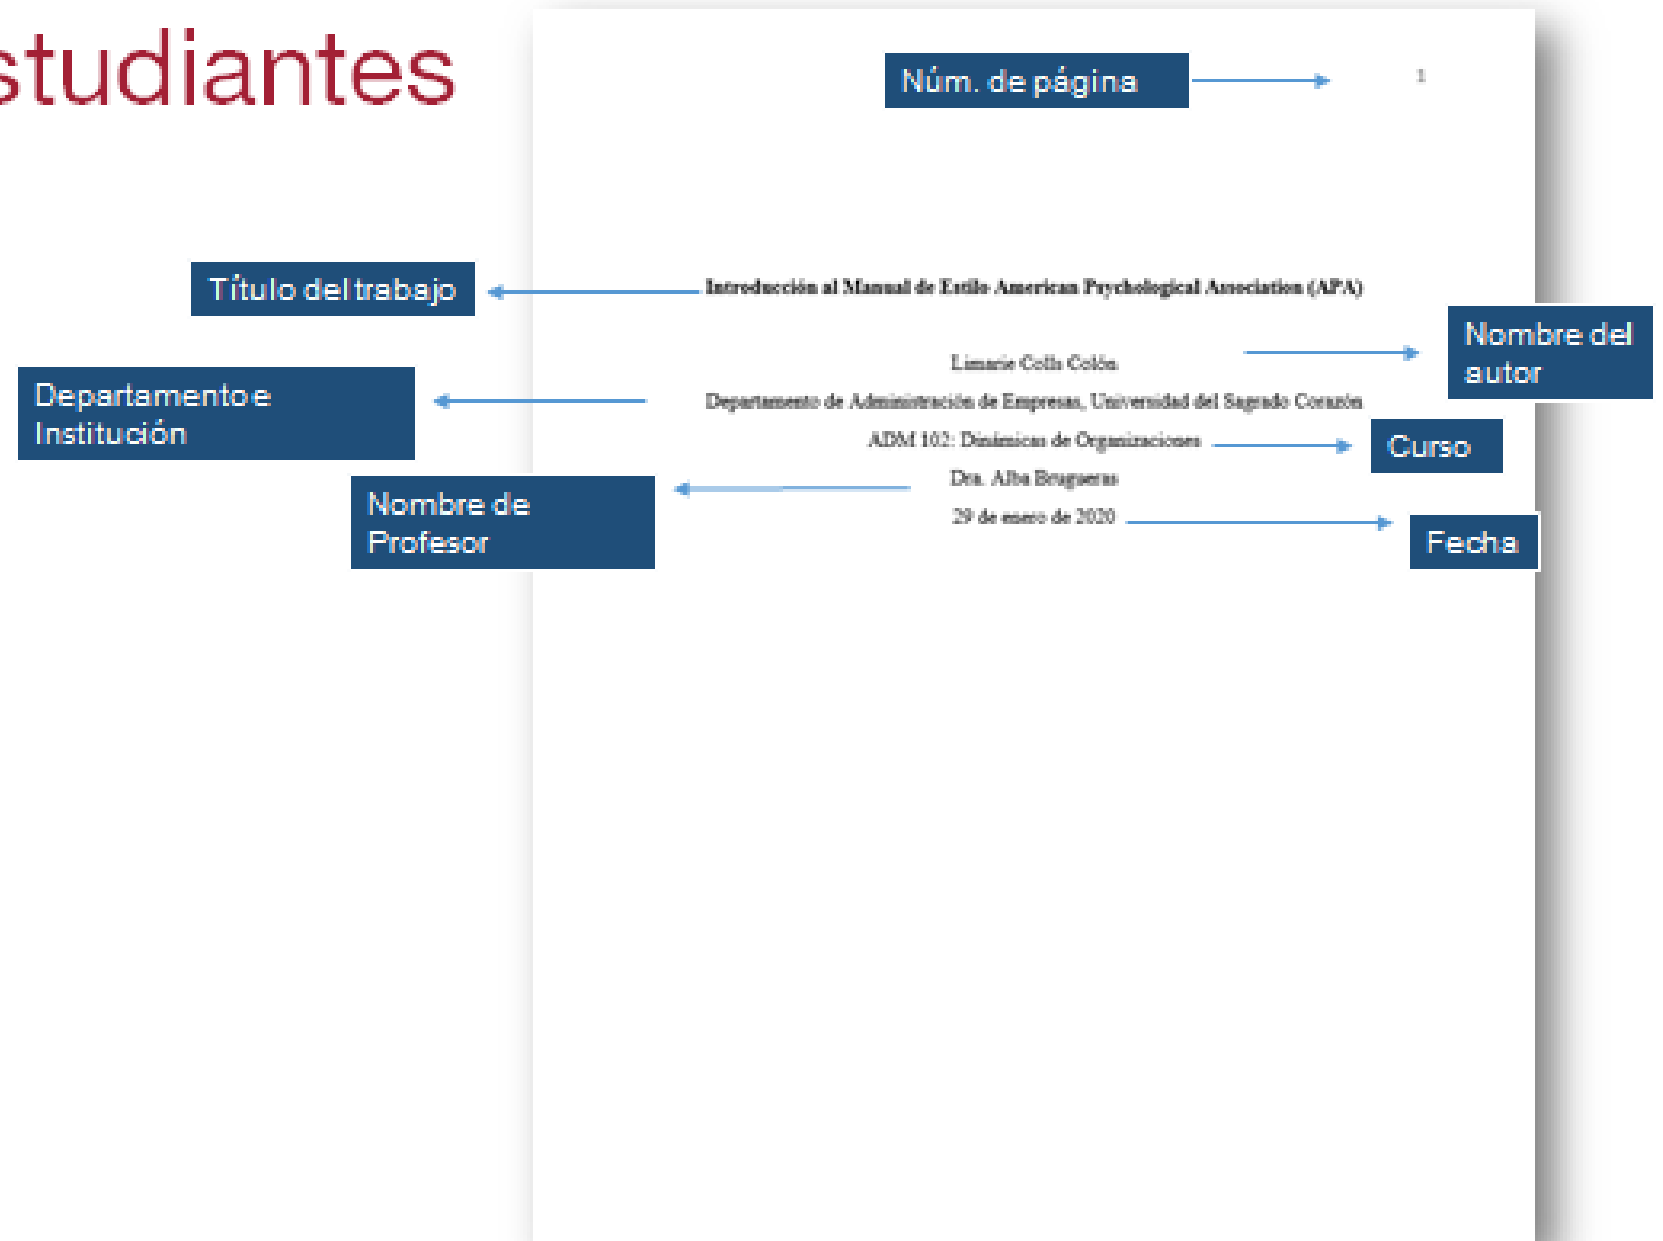 studiantes
Núm. de página
1
Título del trabajo
Introducción al Manual de Estilo American Psychological Association (APA)
Nombre del
autor
Limarie Colls Colón
Departamento e
Institución
Departamento de Administración de Empresas, Universidad del Sagrado Corazón
ADM 102: Dinámicas de Organizaciones
Curso
Nombre de
Profesor
Dra. Alba Brugueras
29 de enero de 2020
Fecha